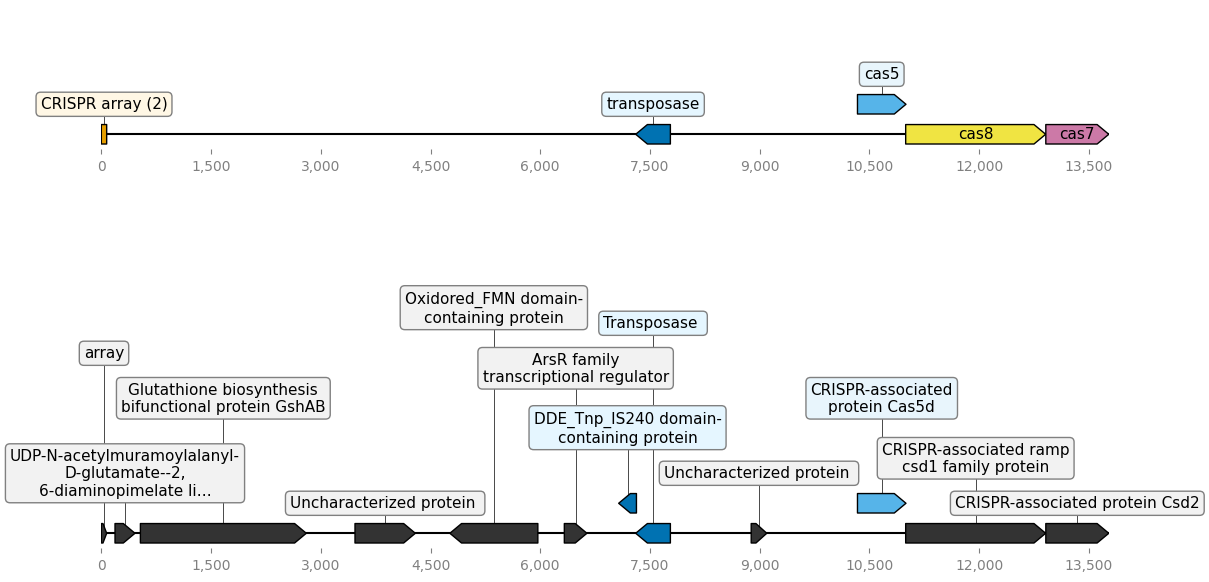 cas5
CRISPR array (2)
transposase
cas8
cas7
0
1,500
3,000
4,500
6,000
7,500
9,000
10,500
12,000
13,500
Oxidored_FMN domain-
containing protein
Transposase
array
ArsR family
transcriptional regulator
Glutathione biosynthesis
bifunctional protein GshAB
CRISPR-associated
protein Cas5d
DDE_Tnp_IS240 domain-
containing protein
UDP-N-acetylmuramoylalanyl-
D-glutamate--2,
6-diaminopimelate li...
CRISPR-associated ramp
csd1 family protein
Uncharacterized protein
Uncharacterized protein
CRISPR-associated protein Csd2
0
1,500
3,000
4,500
6,000
7,500
9,000
10,500
12,000
13,500